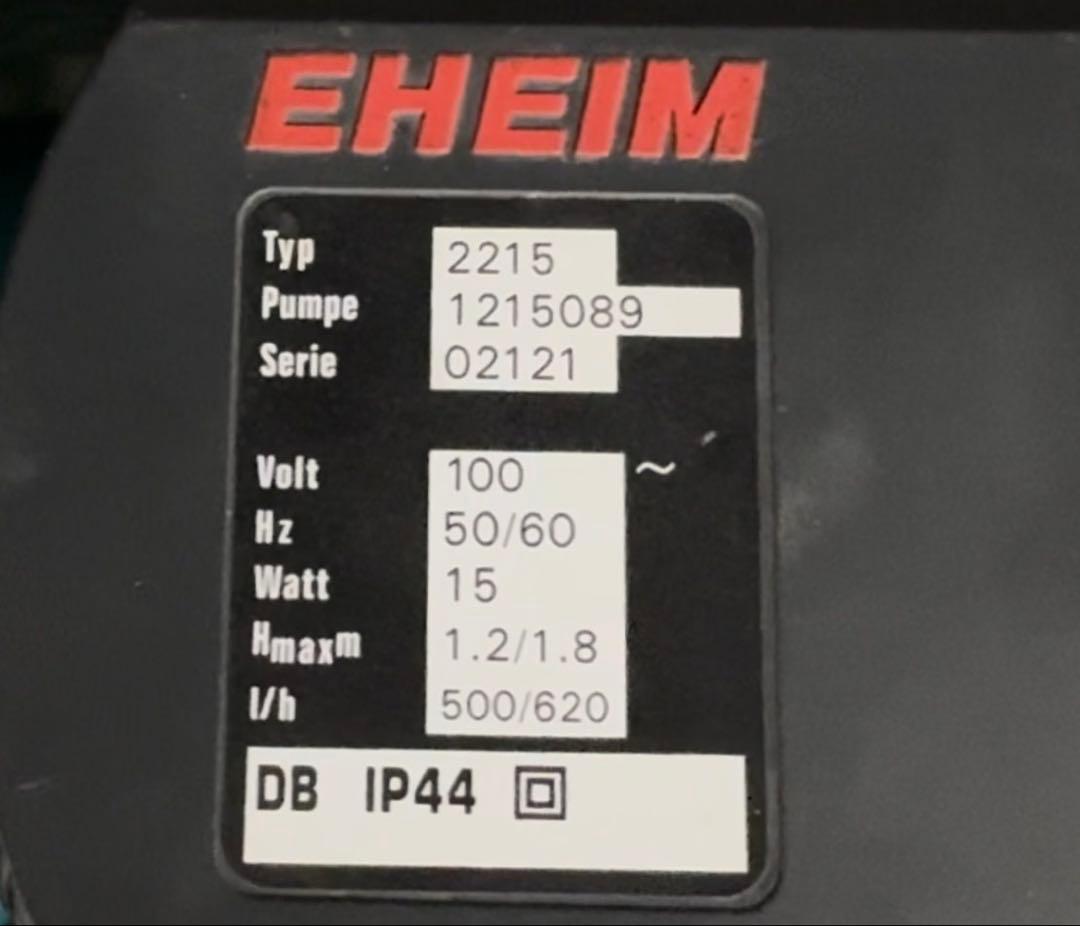 EHEIM
Typ 2215
Pumpe 1215089
Serie 02121
Volt 100 ~
Hz 50/60
Watt 15
Hmaxm 1.2/1.8
l/h 500/620
DB IP44